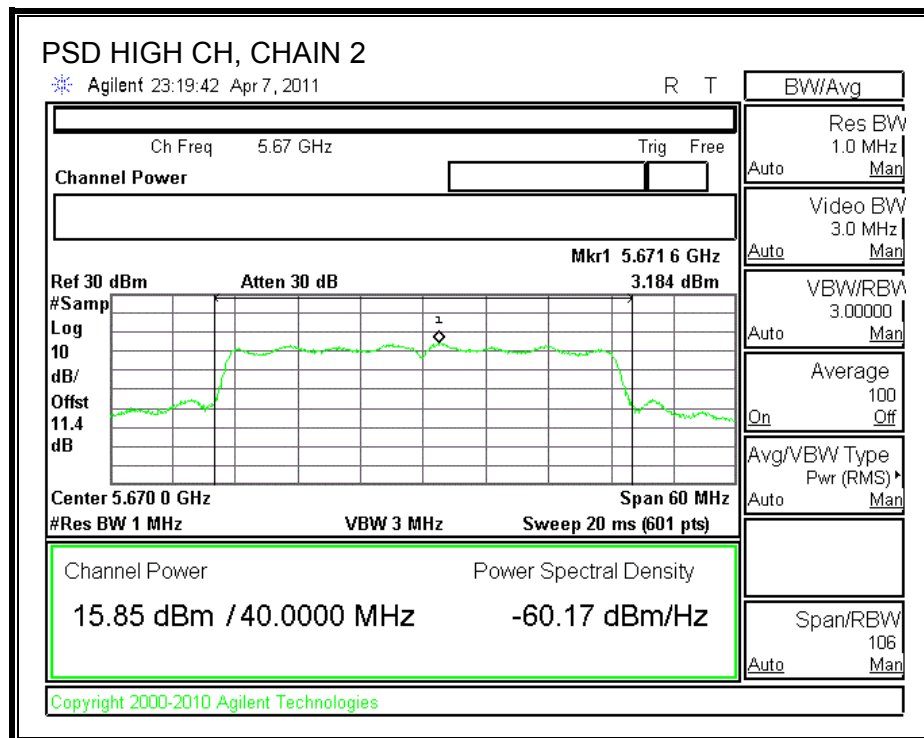 PSD HIGH CH, CHAIN 2
Agilent 23:19:42 Apr 7, 2011 R T
Ch Freq 5.67 GHz Trig Free
Channel Power
Mkr1 5.671 6 GHz
Ref 30 dBm Atten 30 dB 3.184 dBm
#Samp
Log
10
dB/
Offst
11.4
dB
1
Center 5.670 0 GHz Span 60 MHz
#Res BW 1 MHz VBW 3 MHz Sweep 20 ms (601 pts)
Channel Power Power Spectral Density
15.85 dBm / 40.0000 MHz -60.17 dBm/Hz
Copyright 2000-2010 Agilent Technologies
BW/Avg
Res BW
1.0 MHz
Auto Man
Video BW
3.0 MHz
Auto Man
VBW/RBW
3.00000
Auto Man
Average
100
On Off
Avg/VBW Type
Pwr (RMS)
Auto Man
Span/RBW
106
Auto Man